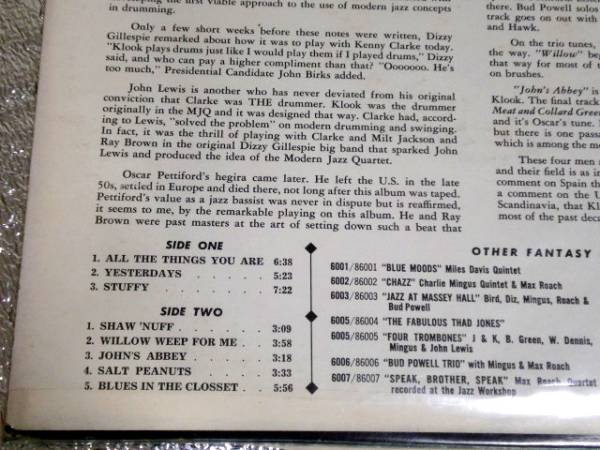 viable approach to the use of modern jazz concepts
in drumming.
Only a few short weeks before these notes were written, Dizzy
Gillespie remarked about how it was to play with Kenny Clarke today.
"Klook plays drums just like I would play them if I played drums," Dizzy
said, and who can pay a higher compliment than that? "Ooooooo. He's
too much," Presidential Candidate John Birks added.
John Lewis is another who has never deviated from his original
conviction that Clarke was THE drummer. Klook was the drummer
originally in the MJQ and it was designed that way. Clarke had, accord-
ing to Lewis, "solved the problem" on modern drumming and swinging.
In fact, it was the thrill of playing with Clarke and Milt Jackson and
Ray Brown in the original Dizzy Gillespie big band that sparked John
Lewis and produced the idea of the Modern Jazz Quartet.
Oscar Pettiford's hegira came later. He left the U.S. in the late
50s, settled in Europe and died there, not long after this album was taped.
Pettiford's value as a jazz bassist was never in dispute but is reaffirmed,
it seems to me, by the remarkable playing on this album. He and Ray
Brown were past masters at the art of setting down such a beat that
SIDE ONE
1. ALL THE THINGS YOU ARE 6:38
2. YESTERDAYS . . . . . 5:23
3. STUFFY . . . . . . 7:22
SIDE TWO
1. SHAW 'NUFF . . . . . . 3:09
2. WILLOW WEEP FOR ME . . 3:58
3. JOHN'S ABBEY . . . . . 3:18
4. SALT PEANUTS . . . . . 3:33
5. BLUES IN THE CLOSSET . . 5:56
there. Bud Powell solos
track goes on out with
and Hawk.
On the trio tunes,
the way. "Willow"
that way for most of
on brushes.
"John's Abbey" is
Klook. The final track
Meat and Collard
and it's Oscar's tune.
but there is one
which is among the
These four men
and their field is as
comment on Spain
a comment on the
Scandinavia, that
most of the past
OTHER FANTASY
6001/86001 "BLUE MOODS" Miles Davis Quintet
6002/86002 "CHAZZ" Charlie Mingus Quintet & Max Roach
6003/86003 "JAZZ AT MASSEY HALL" Bird, Diz, Mingus, Roach &
Bud Powell
6005/86004 "THE FABULOUS THAD JONES"
6005/86005 "FOUR TROMBONES" J & K, B. Green, W. Dennis,
Mingus & John Lewis
6006/86006 "BUD POWELL TRIO" with Mingus & Max Roach
6007/86007 "SPEAK, BROTHER, SPEAK" Max Roach Quartet
recorded at the Jazz Workshop